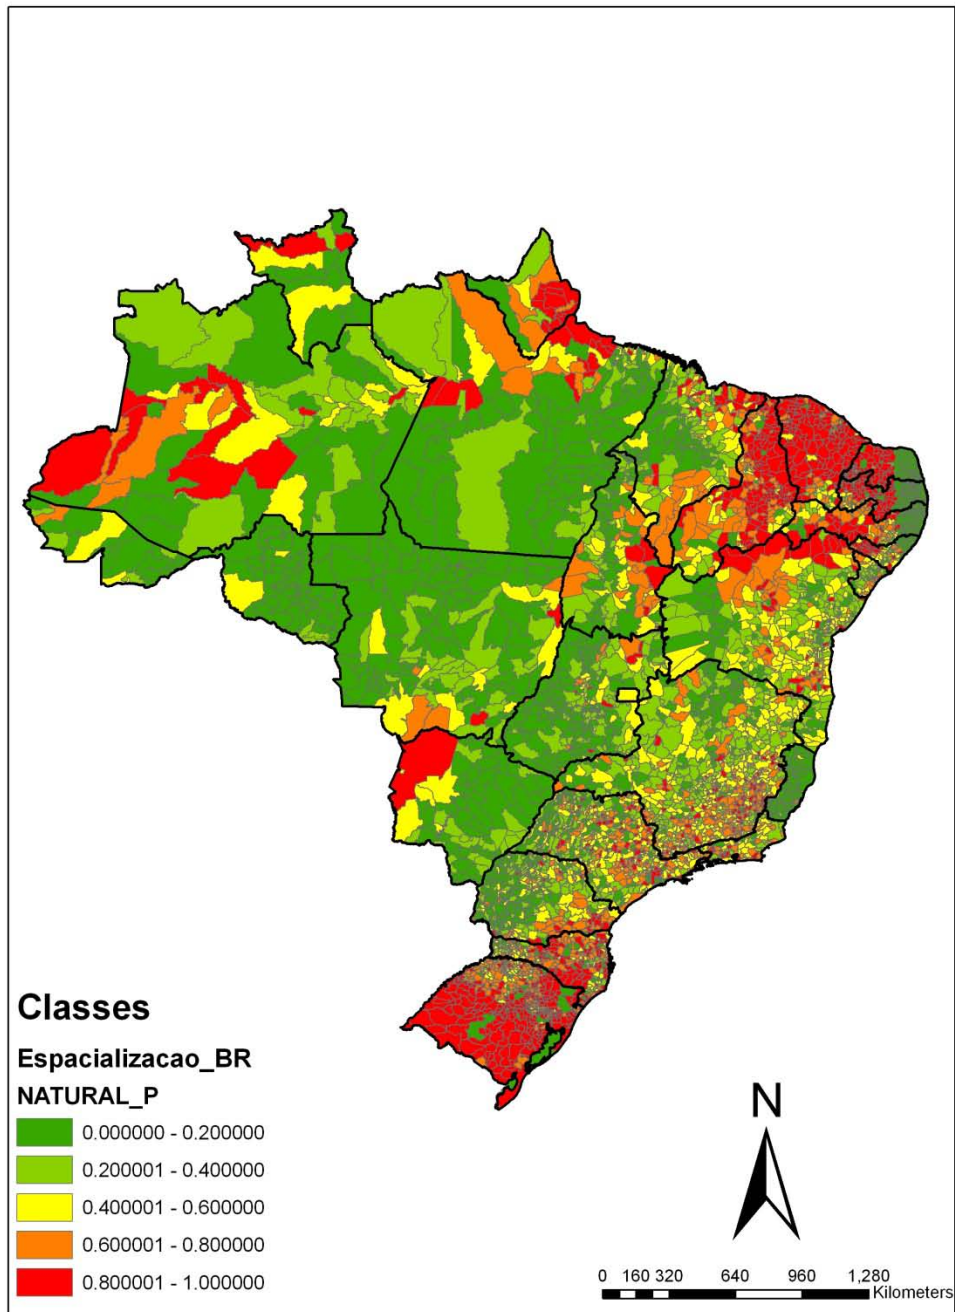 Classes
Espacializacao_BR
NATURAL_P
0.000000 - 0.200000
0.200001 - 0.400000
0.400001 - 0.600000
0.600001 - 0.800000
0.800001 - 1.000000
N
0 160 320 640 960 1,280
Kilometers